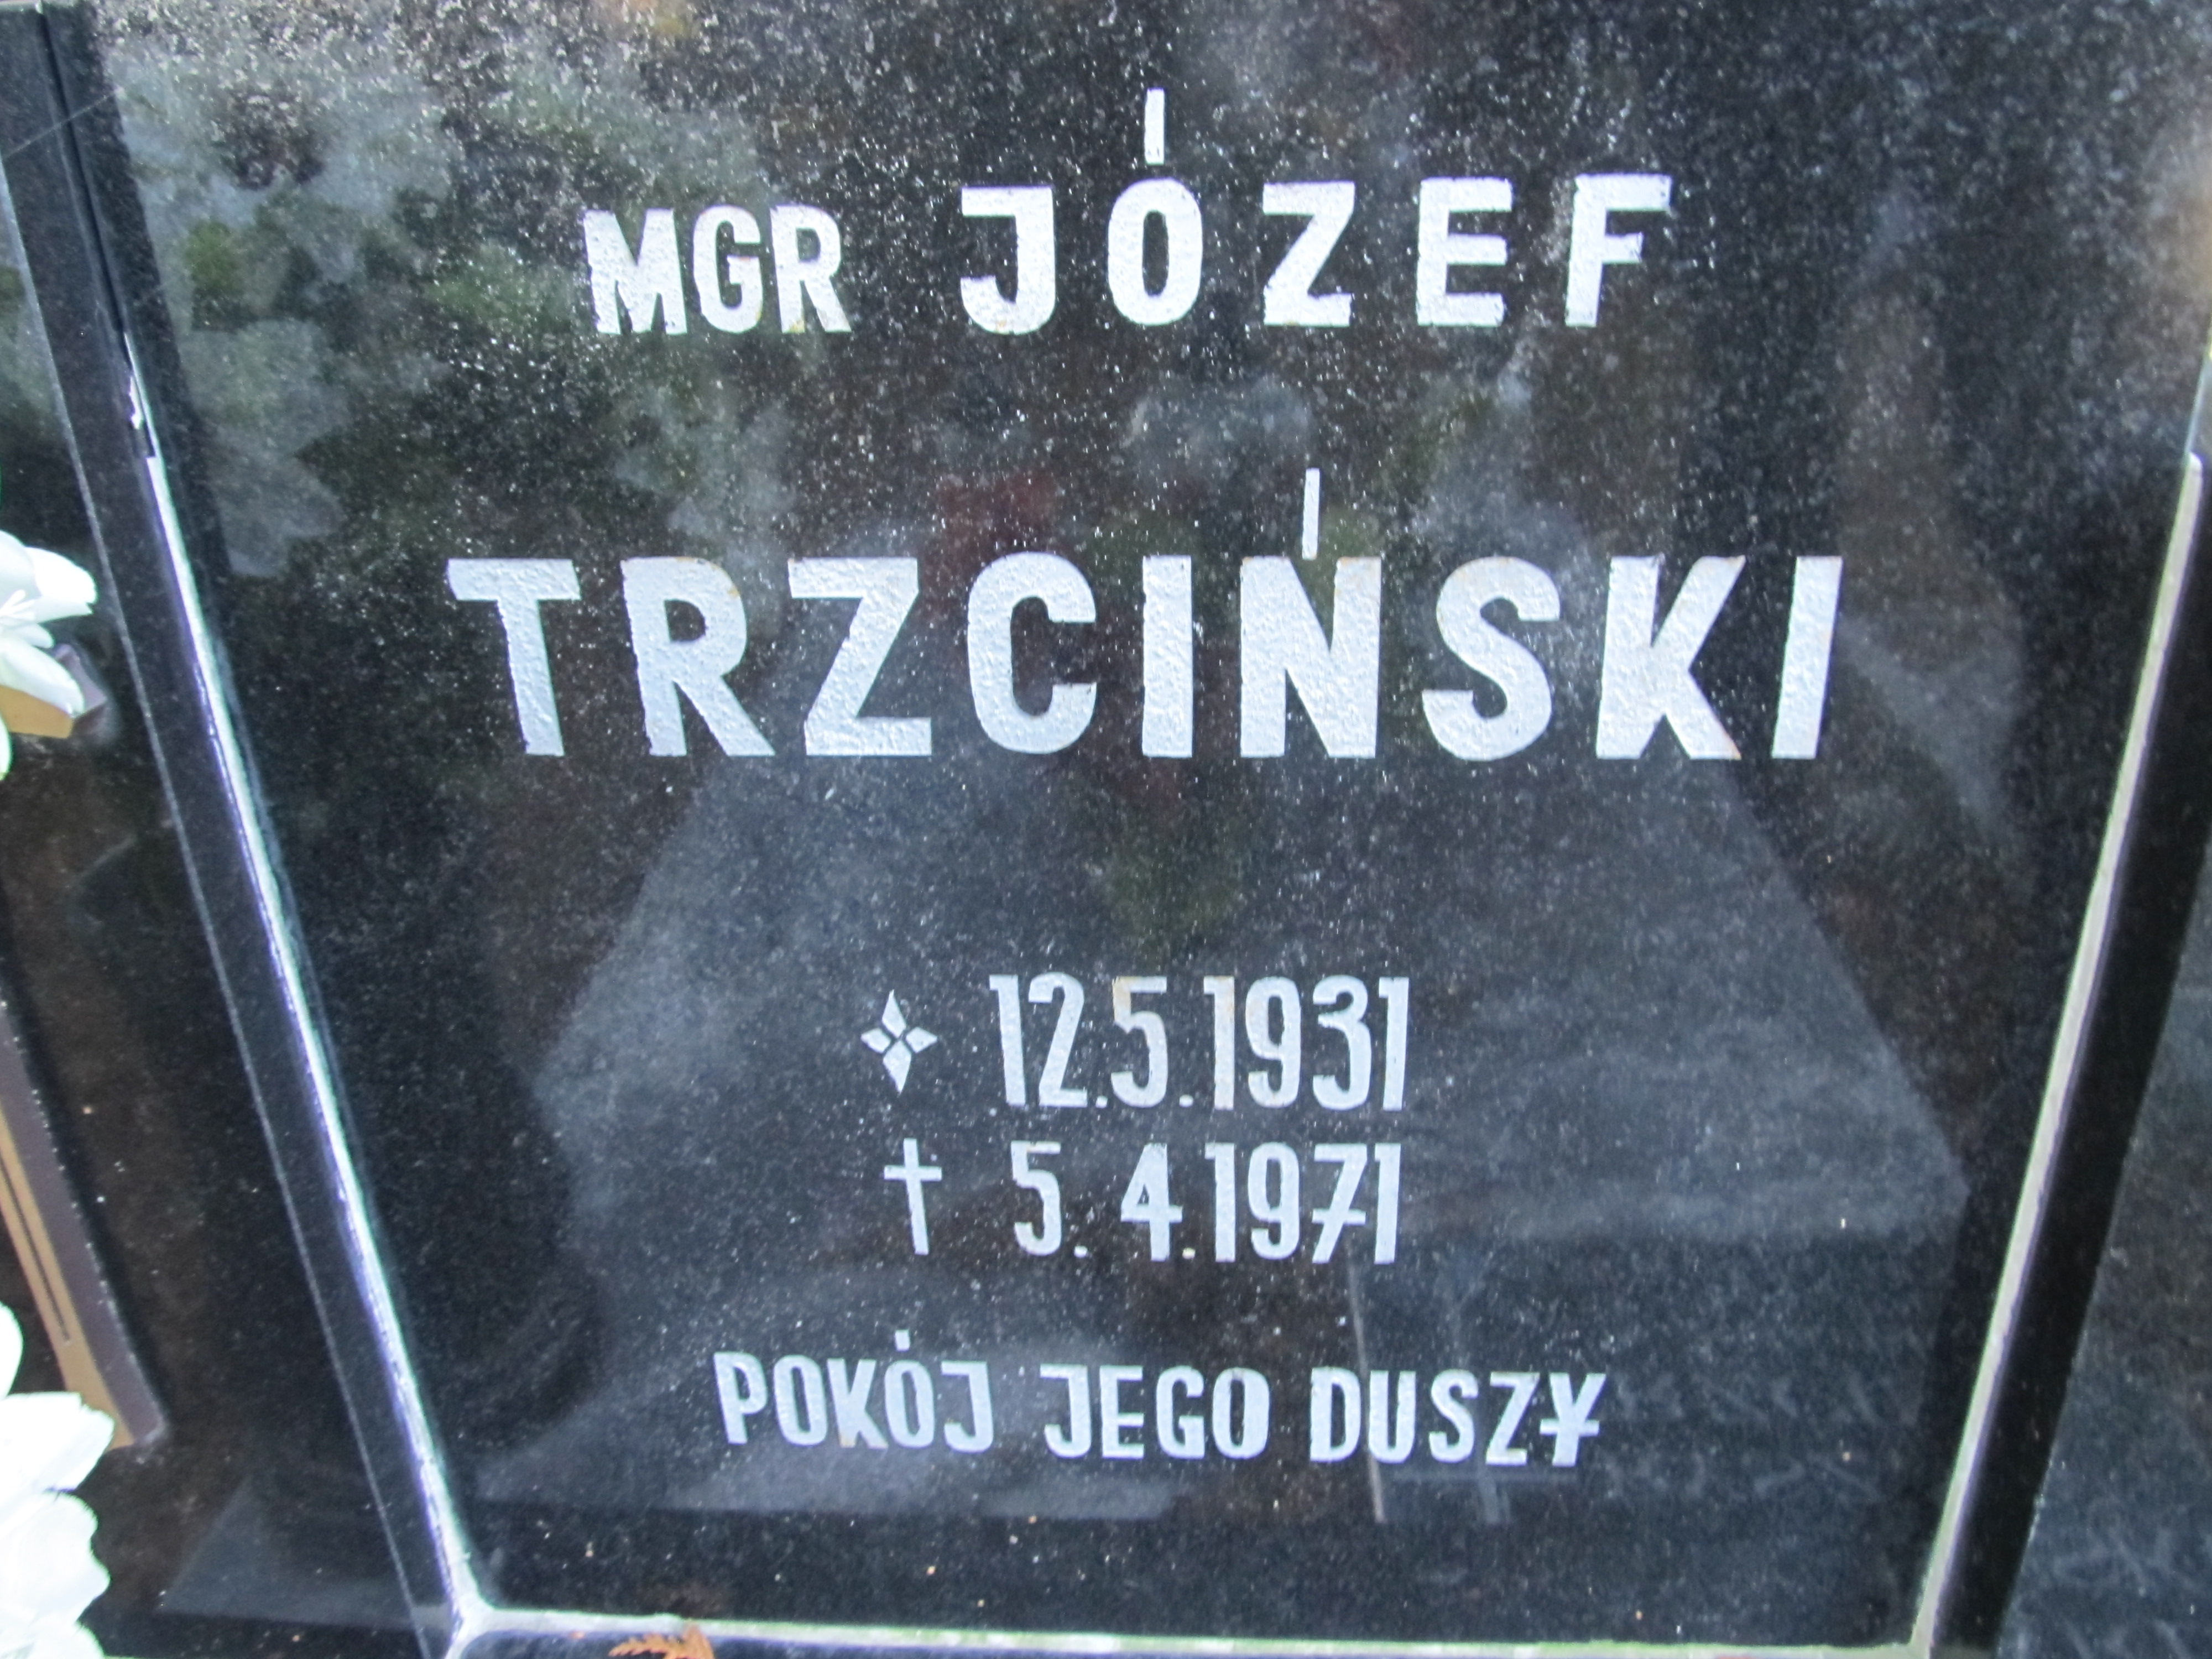 MGR JÓZEF
TRZCIŃSKI
12.5.1931
† 5.4.1971
POKÓJ JEGO DUSZY